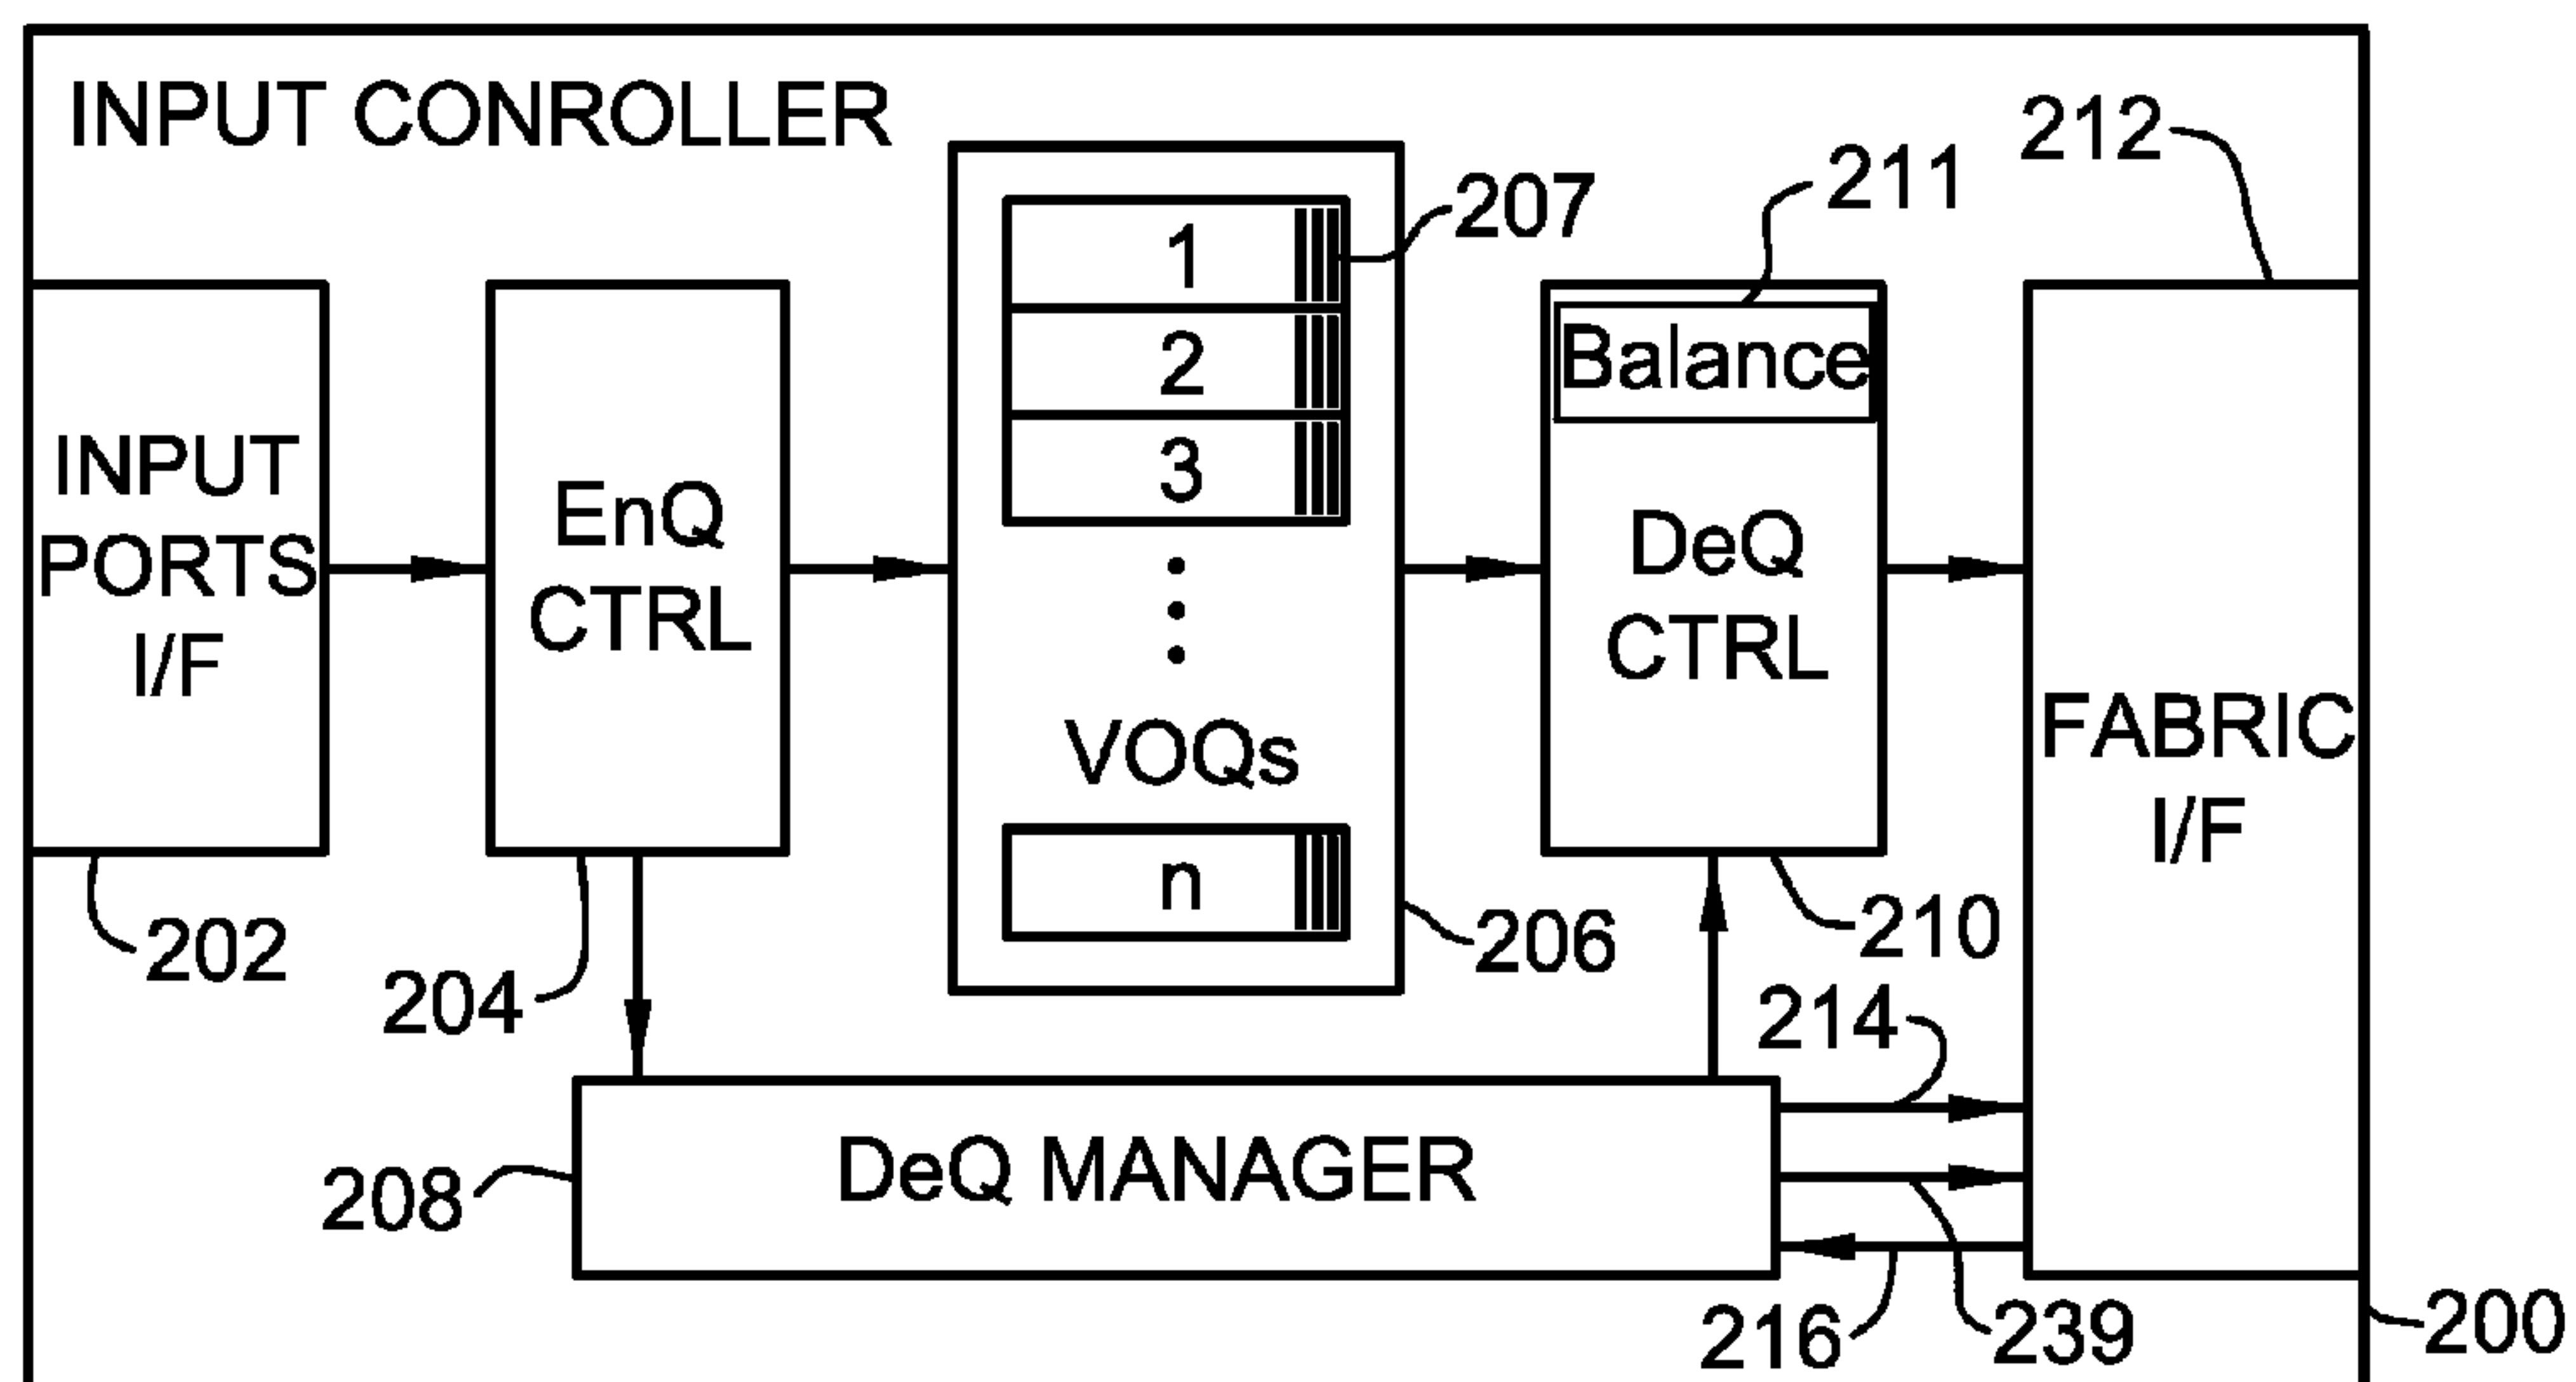 INPUT CONROLLER
212
211
207
1
Balance
2
3
INPUT
PORTS
I/F
EnQ
CTRL
DeQ
CTRL
VOQs
FABRIC
I/F
n
202
204
206
210
214
DeQ MANAGER
208
216
239
200